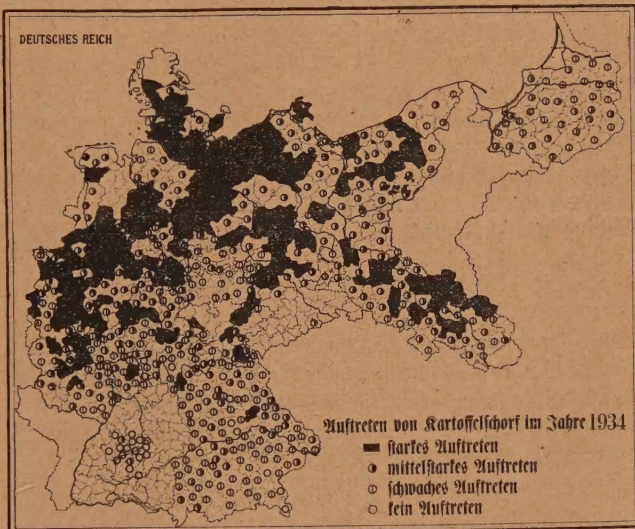 DEUTSCHES REICH
Auftreten von Kartoffelschorf im Jahre 1934
starkes Auftreten
mittelstarkes Auftreten
schwaches Auftreten
kein Auftreten